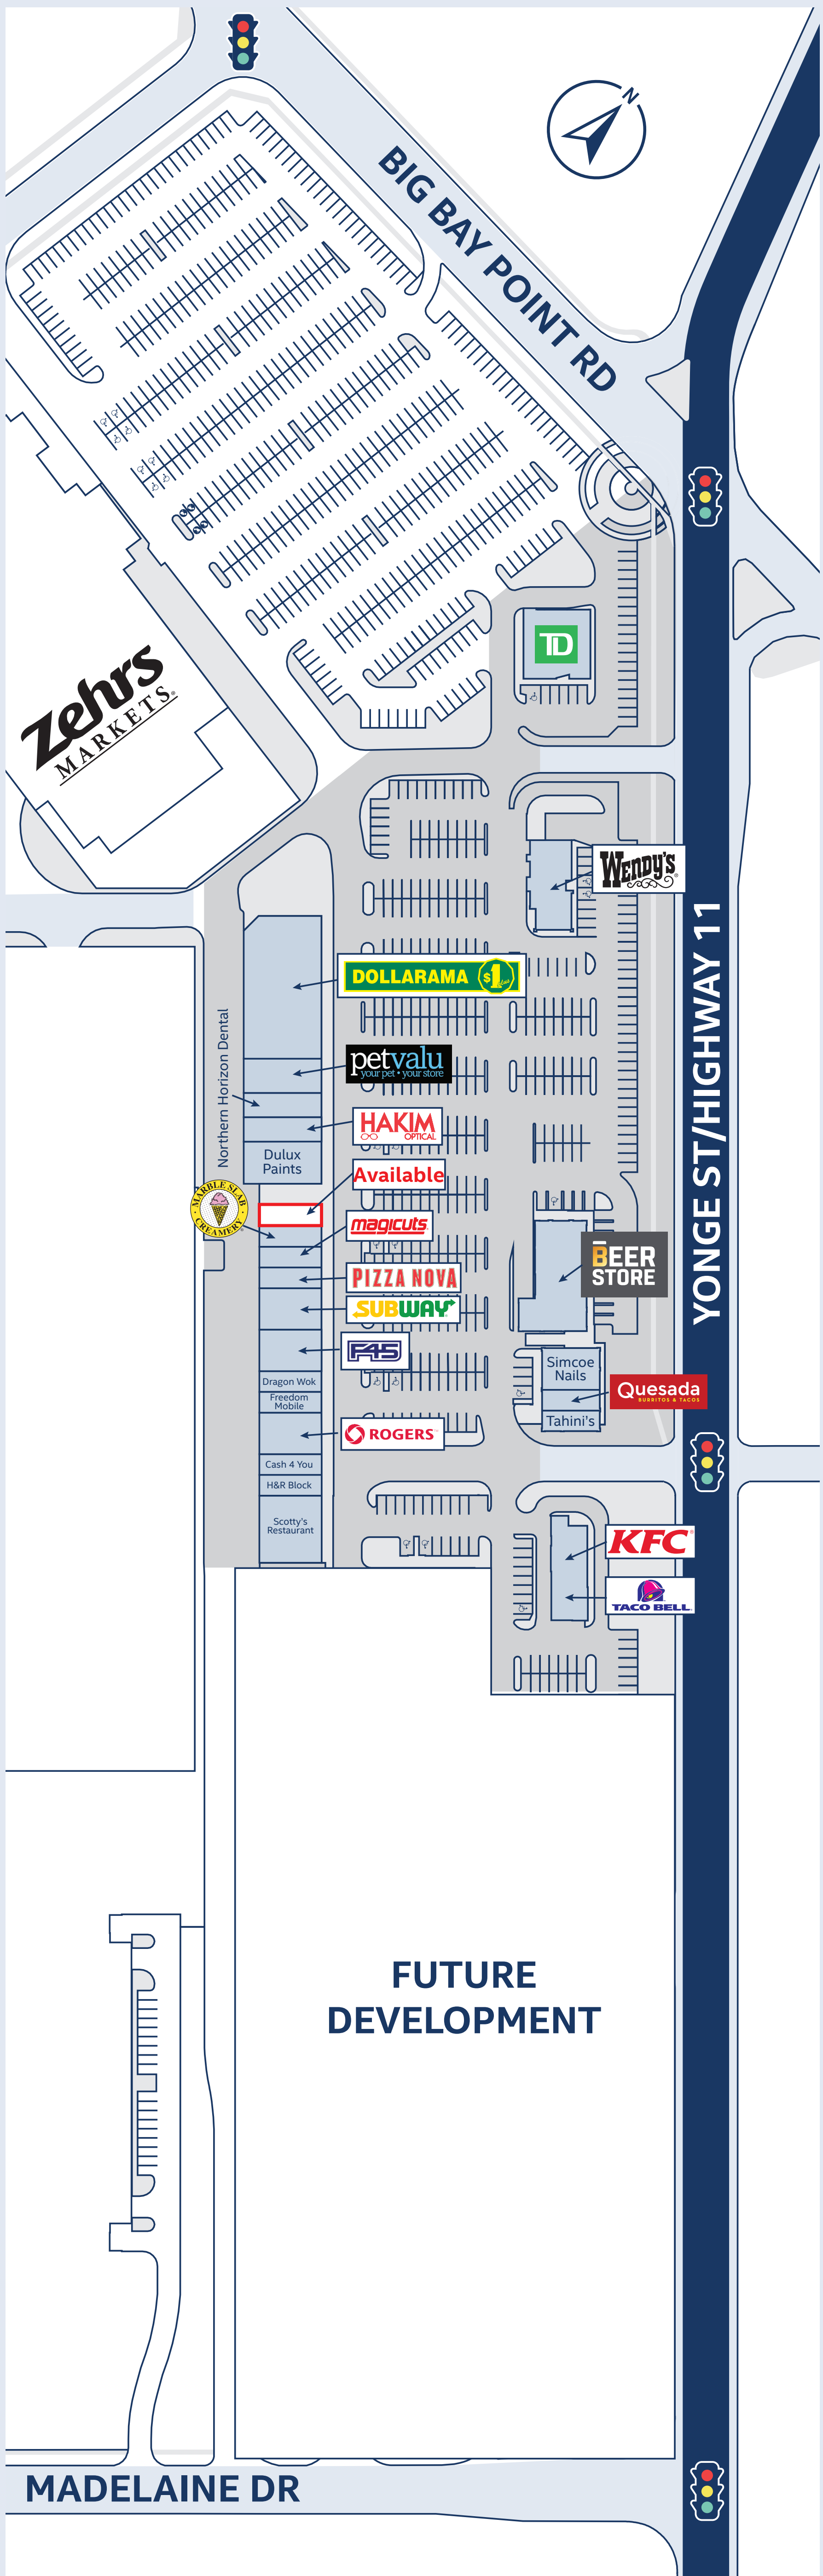 N
BIG BAY POINT RD
TD
Zehrs
MARKETS
WENDY'S
YONGE ST/HIGHWAY 11
DOLLARAMA $1 plus
Northern Horizon Dental
petvalu
your pet • your store
HAKIM
OPTICAL
Dulux
Paints
Available
MARBLE SLAB
CREAMERY
magicuts
PIZZA NOVA
SUBWAY
F45
BEER
STORE
Simcoe
Nails
Quesada
BURRITOS & TACOS
Tahini's
Dragon Wok
Freedom
Mobile
ROGERS
Cash 4 You
H&R Block
Scotty's
Restaurant
KFC
TACO BELL
FUTURE
DEVELOPMENT
MADELAINE DR